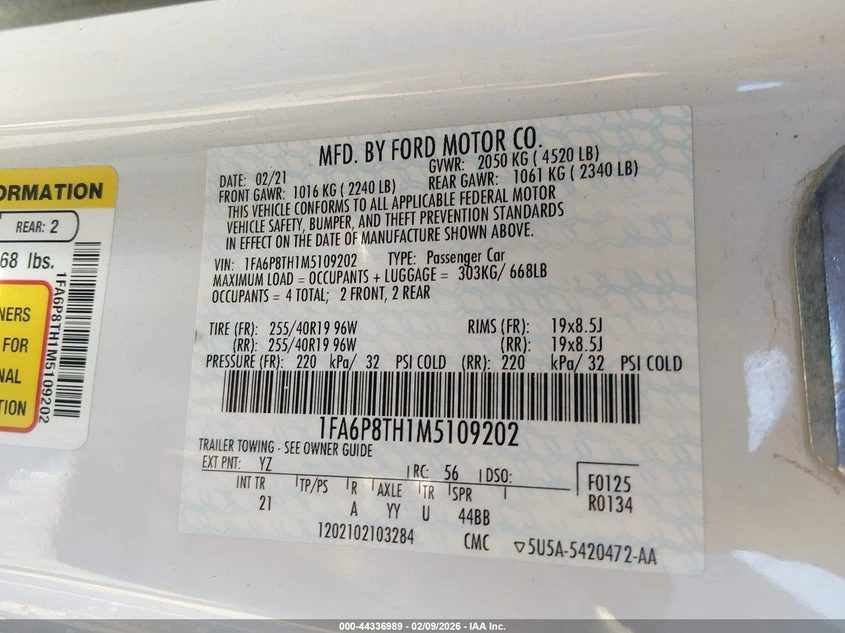 ORMATION
REAR: 2
68 lbs.
NERS
FOR
NAL
TION
1FA6P8TH1M5109202
MFD. BY FORD MOTOR CO.
DATE: 02/21 GVWR: 2050 KG ( 4520 LB)
FRONT GAWR: 1016 KG ( 2240 LB) REAR GAWR: 1061 KG ( 2340 LB)
THIS VEHICLE CONFORMS TO ALL APPLICABLE FEDERAL MOTOR
VEHICLE SAFETY, BUMPER, AND THEFT PREVENTION STANDARDS
IN EFFECT ON THE DATE OF MANUFACTURE SHOWN ABOVE.
VIN: 1FA6P8TH1M5109202 TYPE: Passenger Car
MAXIMUM LOAD = OCCUPANTS + LUGGAGE = 303KG/ 668LB
OCCUPANTS = 4 TOTAL; 2 FRONT, 2 REAR
TIRE (FR): 255/40R19 96W RIMS (FR): 19x8.5J
(RR): 255/40R19 96W (RR): 19x8.5J
PRESSURE (FR): 220 kPa/ 32 PSI COLD (RR): 220 kPa/ 32 PSI COLD
1FA6P8TH1M5109202
TRAILER TOWING - SEE OWNER GUIDE
EXT PNT: YZ RC: 56 DSO: F0125
INT TR TP/PS R AXLE TR SPR R0134
21 A YY U 44BB
1202102103284 CMC ▽5U5A-5420472-AA
000-44336989 — 02/09/2026 — IAA Inc.